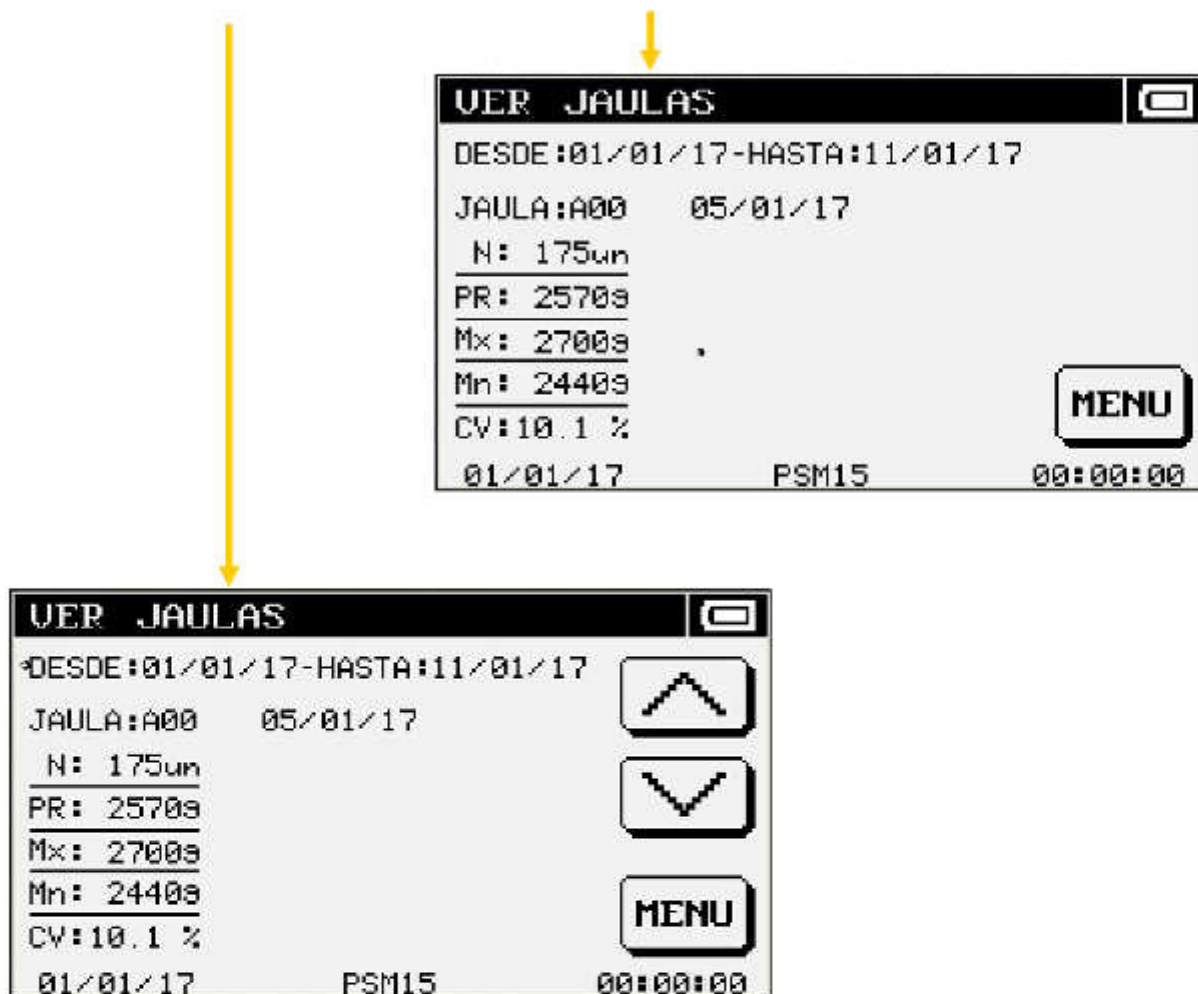 VER JAULAS
DESDE:01/01/17-HASTA:11/01/17
JAULA:A00 05/01/17
N: 175un
PR: 2570g
Mx: 2700g
Mn: 2440g
CV:10.1 %
MENU
01/01/17 PSM15 00:00:00
VER JAULAS
DESDE:01/01/17-HASTA:11/01/17
JAULA:A00 05/01/17
N: 175un
PR: 2570g
Mx: 2700g
Mn: 2440g
CV:10.1 %
MENU
01/01/17 PSM15 00:00:00